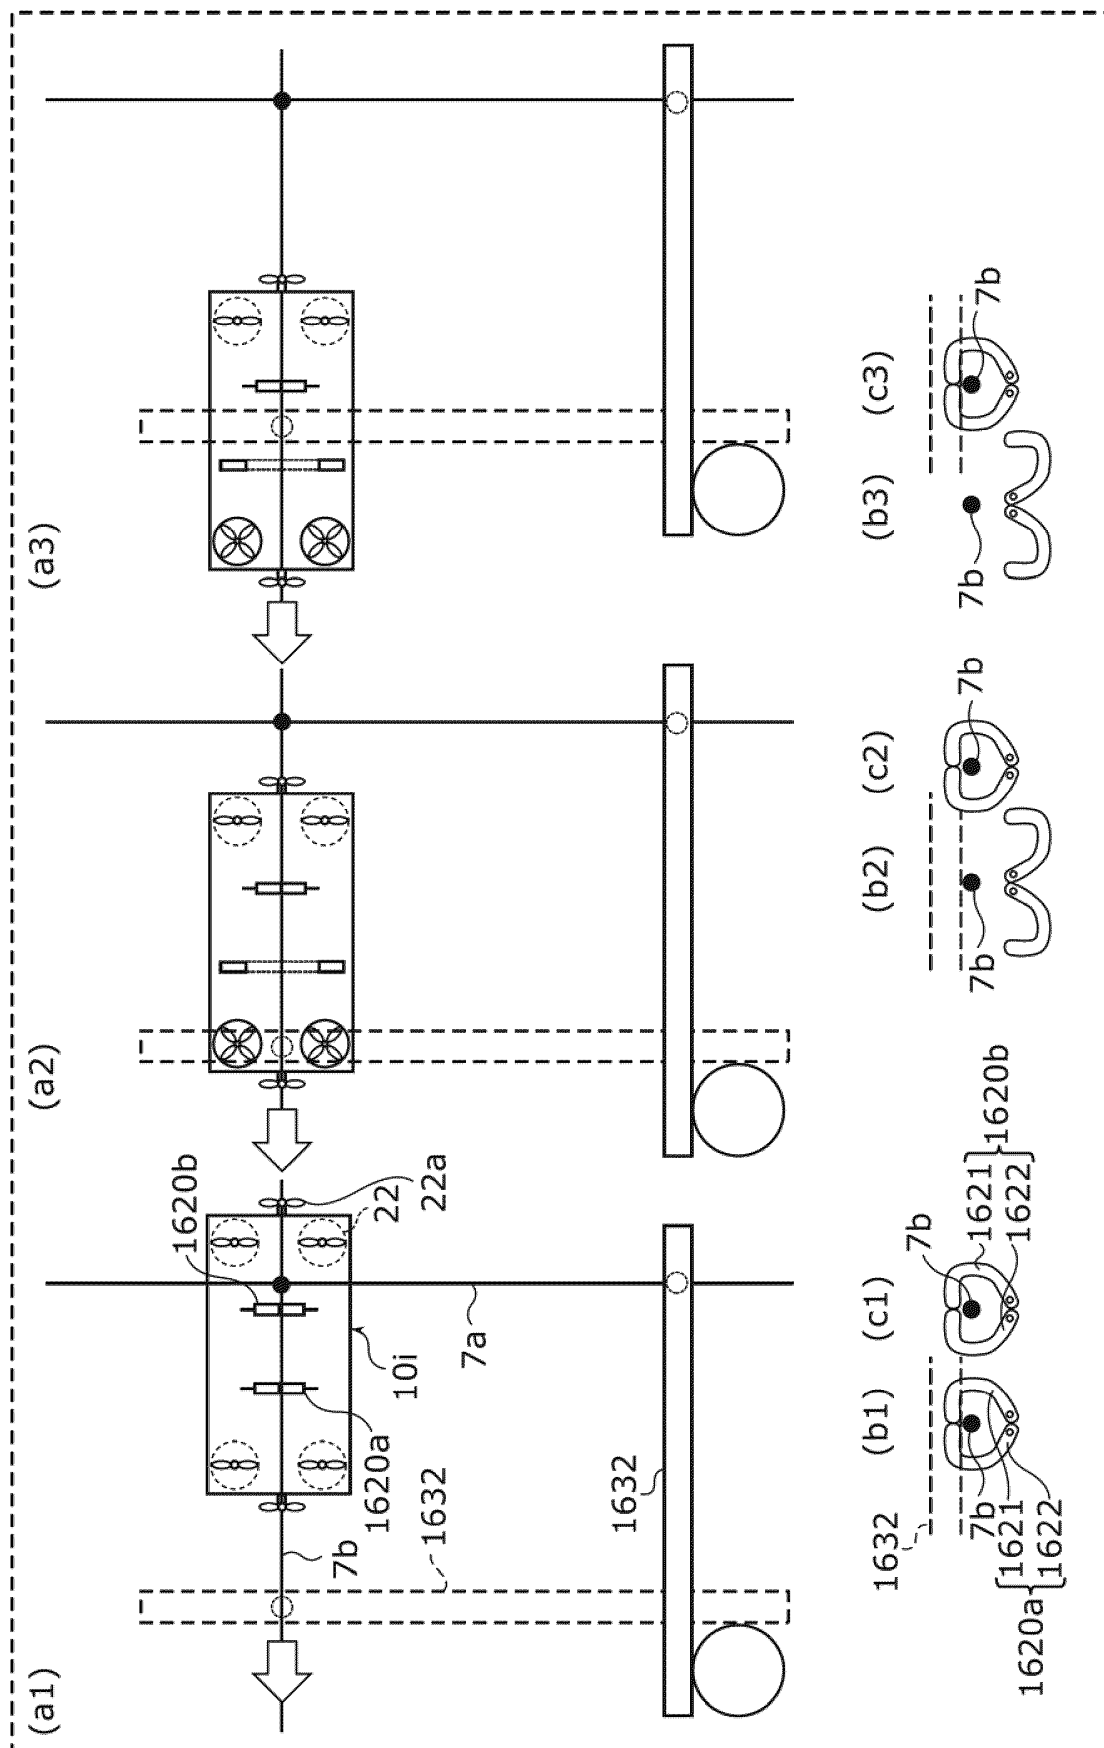 (a1)
(a2)
(a3)
1620b
22
22a
10i
7a
1620a
7b
1632
1632
(b1)
(c1)
(b2)
(c2)
(b3)
(c3)
1632
7b
1621
1622
1620a
7b
1621
1622
1620b
7b
7b
7b
7b